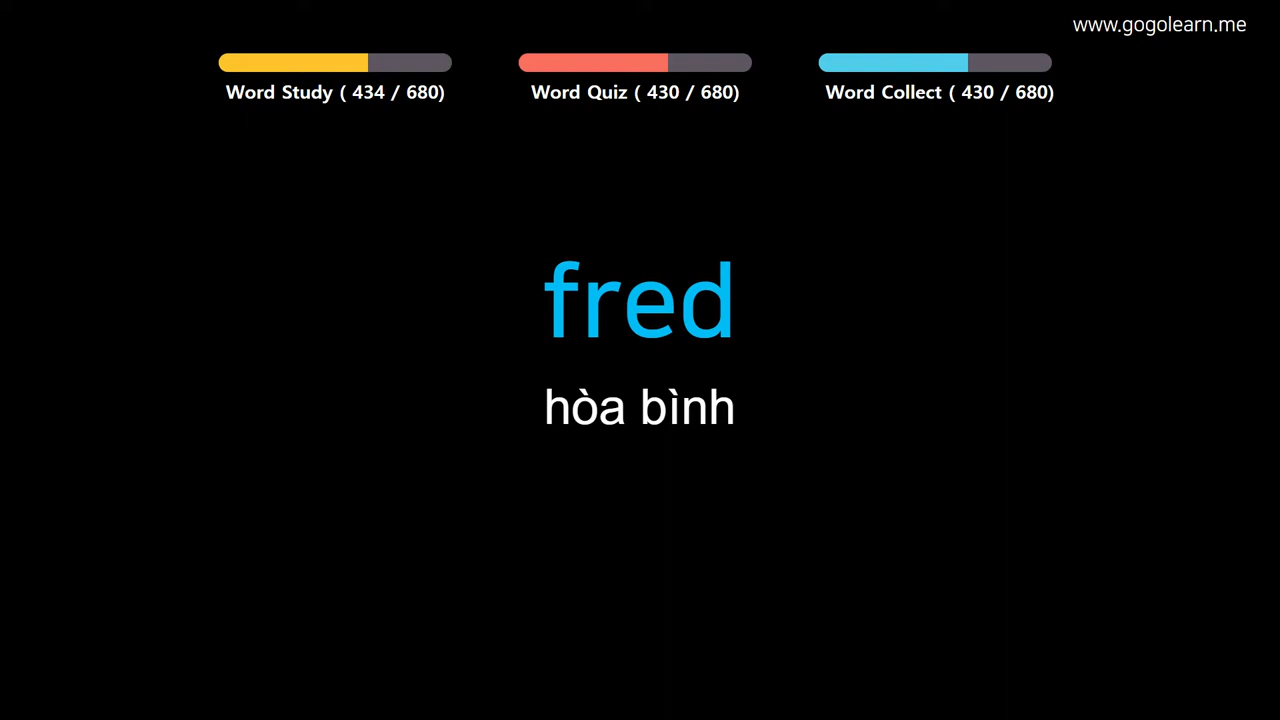 www.gogolearn.me
Word Study ( 434 / 680)
Word Quiz ( 430 / 680)
Word Collect ( 430 / 680)
fred
hòa bình